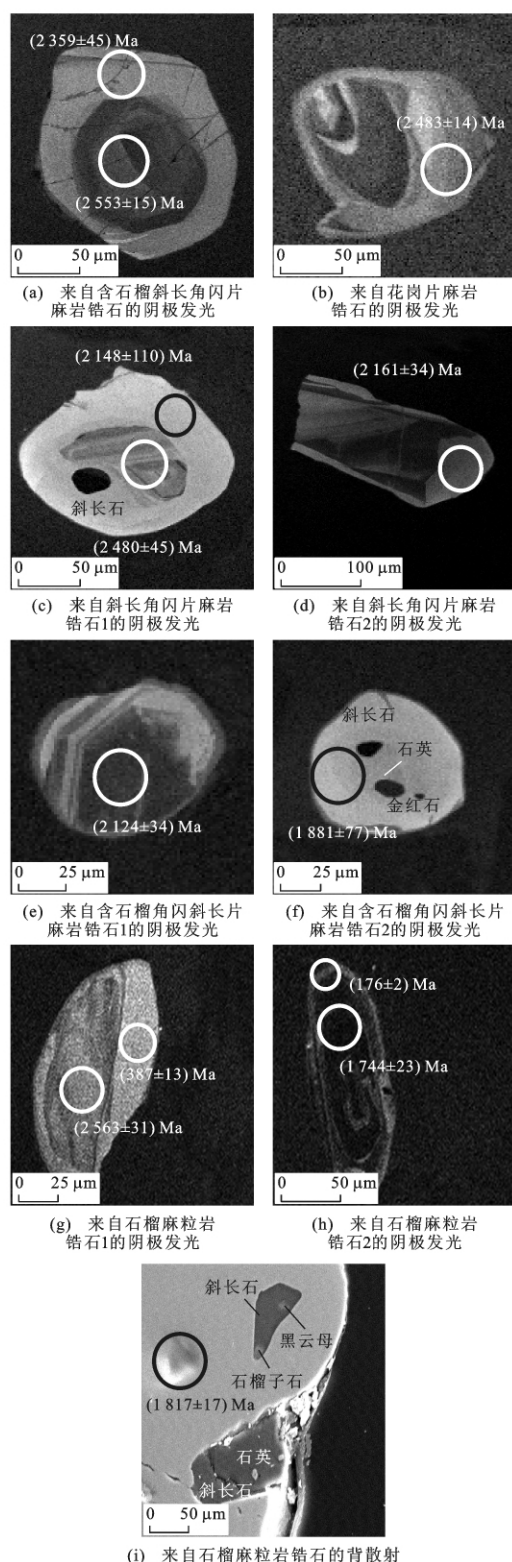 (2 359±45) Ma
(2 553±15) Ma
0 50 μm
(a) 来自含石榴斜长角闪片
麻岩锆石的阴极发光
(2 483±14) Ma
0 50 μm
(b) 来自花岗片麻岩
锆石的阴极发光
(2 148±110) Ma
斜长石
(2 480±45) Ma
0 50 μm
(c) 来自斜长角闪片麻岩
锆石1的阴极发光
(2 161±34) Ma
0 100 μm
(d) 来自斜长角闪片麻岩
锆石2的阴极发光
(2 124±34) Ma
0 25 μm
(e) 来自含石榴角闪斜长片
麻岩锆石1的阴极发光
斜长石
石英
金红石
(1 881±77) Ma
0 25 μm
(f) 来自含石榴角闪斜长片
麻岩锆石2的阴极发光
(387±13) Ma
(2 563±31) Ma
0 25 μm
(g) 来自石榴麻粒岩
锆石1的阴极发光
(176±2) Ma
(1 744±23) Ma
0 50 μm
(h) 来自石榴麻粒岩
锆石2的阴极发光
斜长石
黑云母
石榴子石
(1 817±17) Ma
石英
斜长石
0 50 μm
(i) 来自石榴麻粒岩锆石的背散射